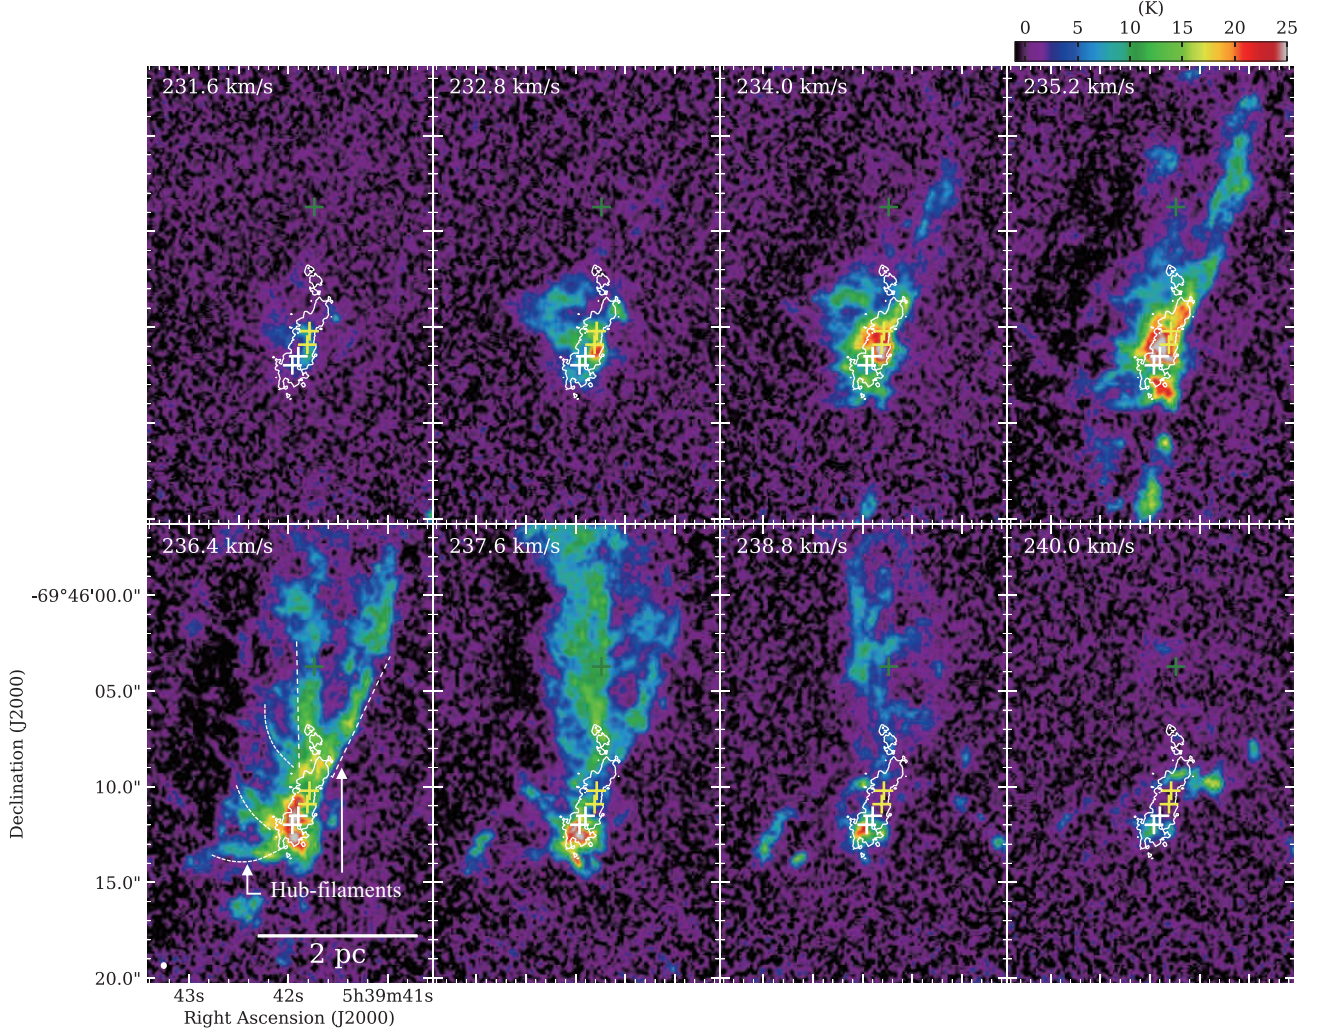 (K)
0 5 10 15 20 25
231.6 km/s 232.8 km/s 234.0 km/s 235.2 km/s
236.4 km/s 237.6 km/s 238.8 km/s 240.0 km/s
-69°46'00.0"
05.0"
10.0"
15.0"
20.0"
Declination (J2000)
Hub-filaments
2 pc
43s 42s 5h39m41s
Right Ascension (J2000)